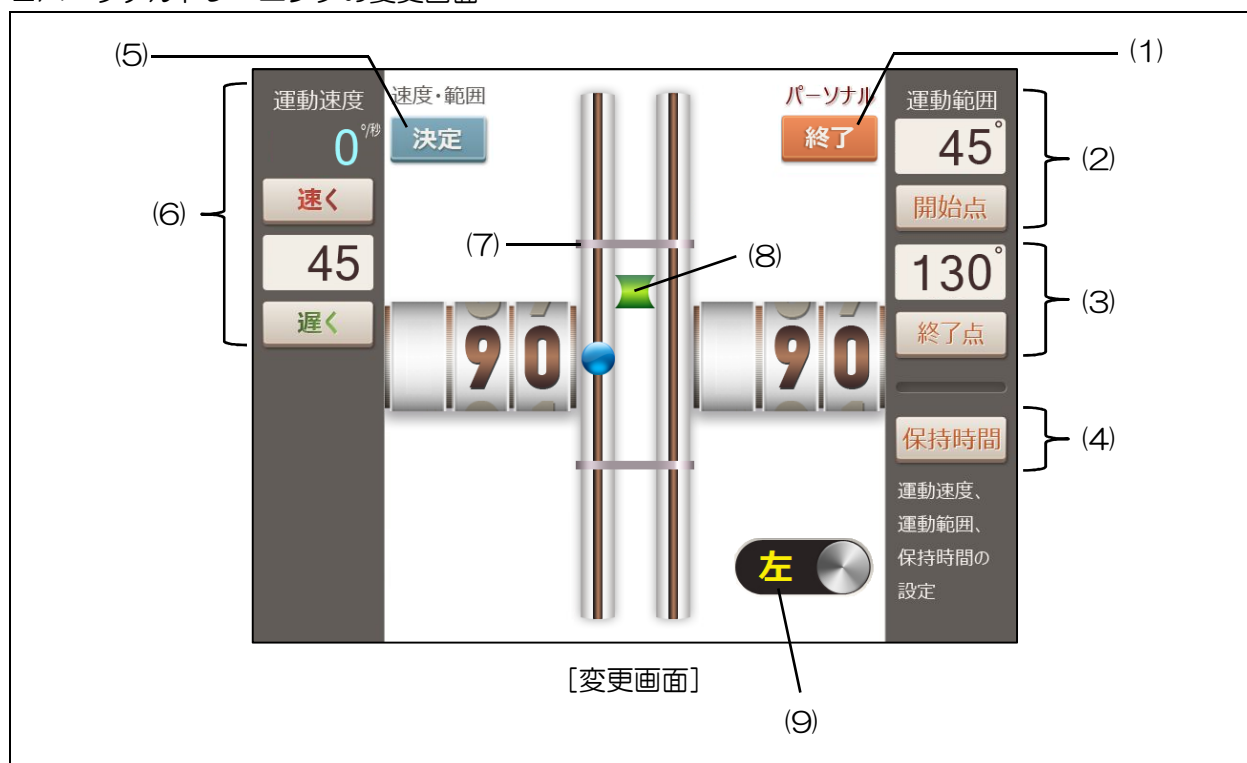 (5)
(1)
運動速度
0°/秒
速く
45
遅く
(6)
速度・範囲
決定
パーソナル
終了
運動範囲
45°
開始点
(2)
130°
終了点
(3)
保持時間
(4)
運動速度、
運動範囲、
保持時間の
設定
(7)
(8)
90
90
左
[変更画面]
(9)